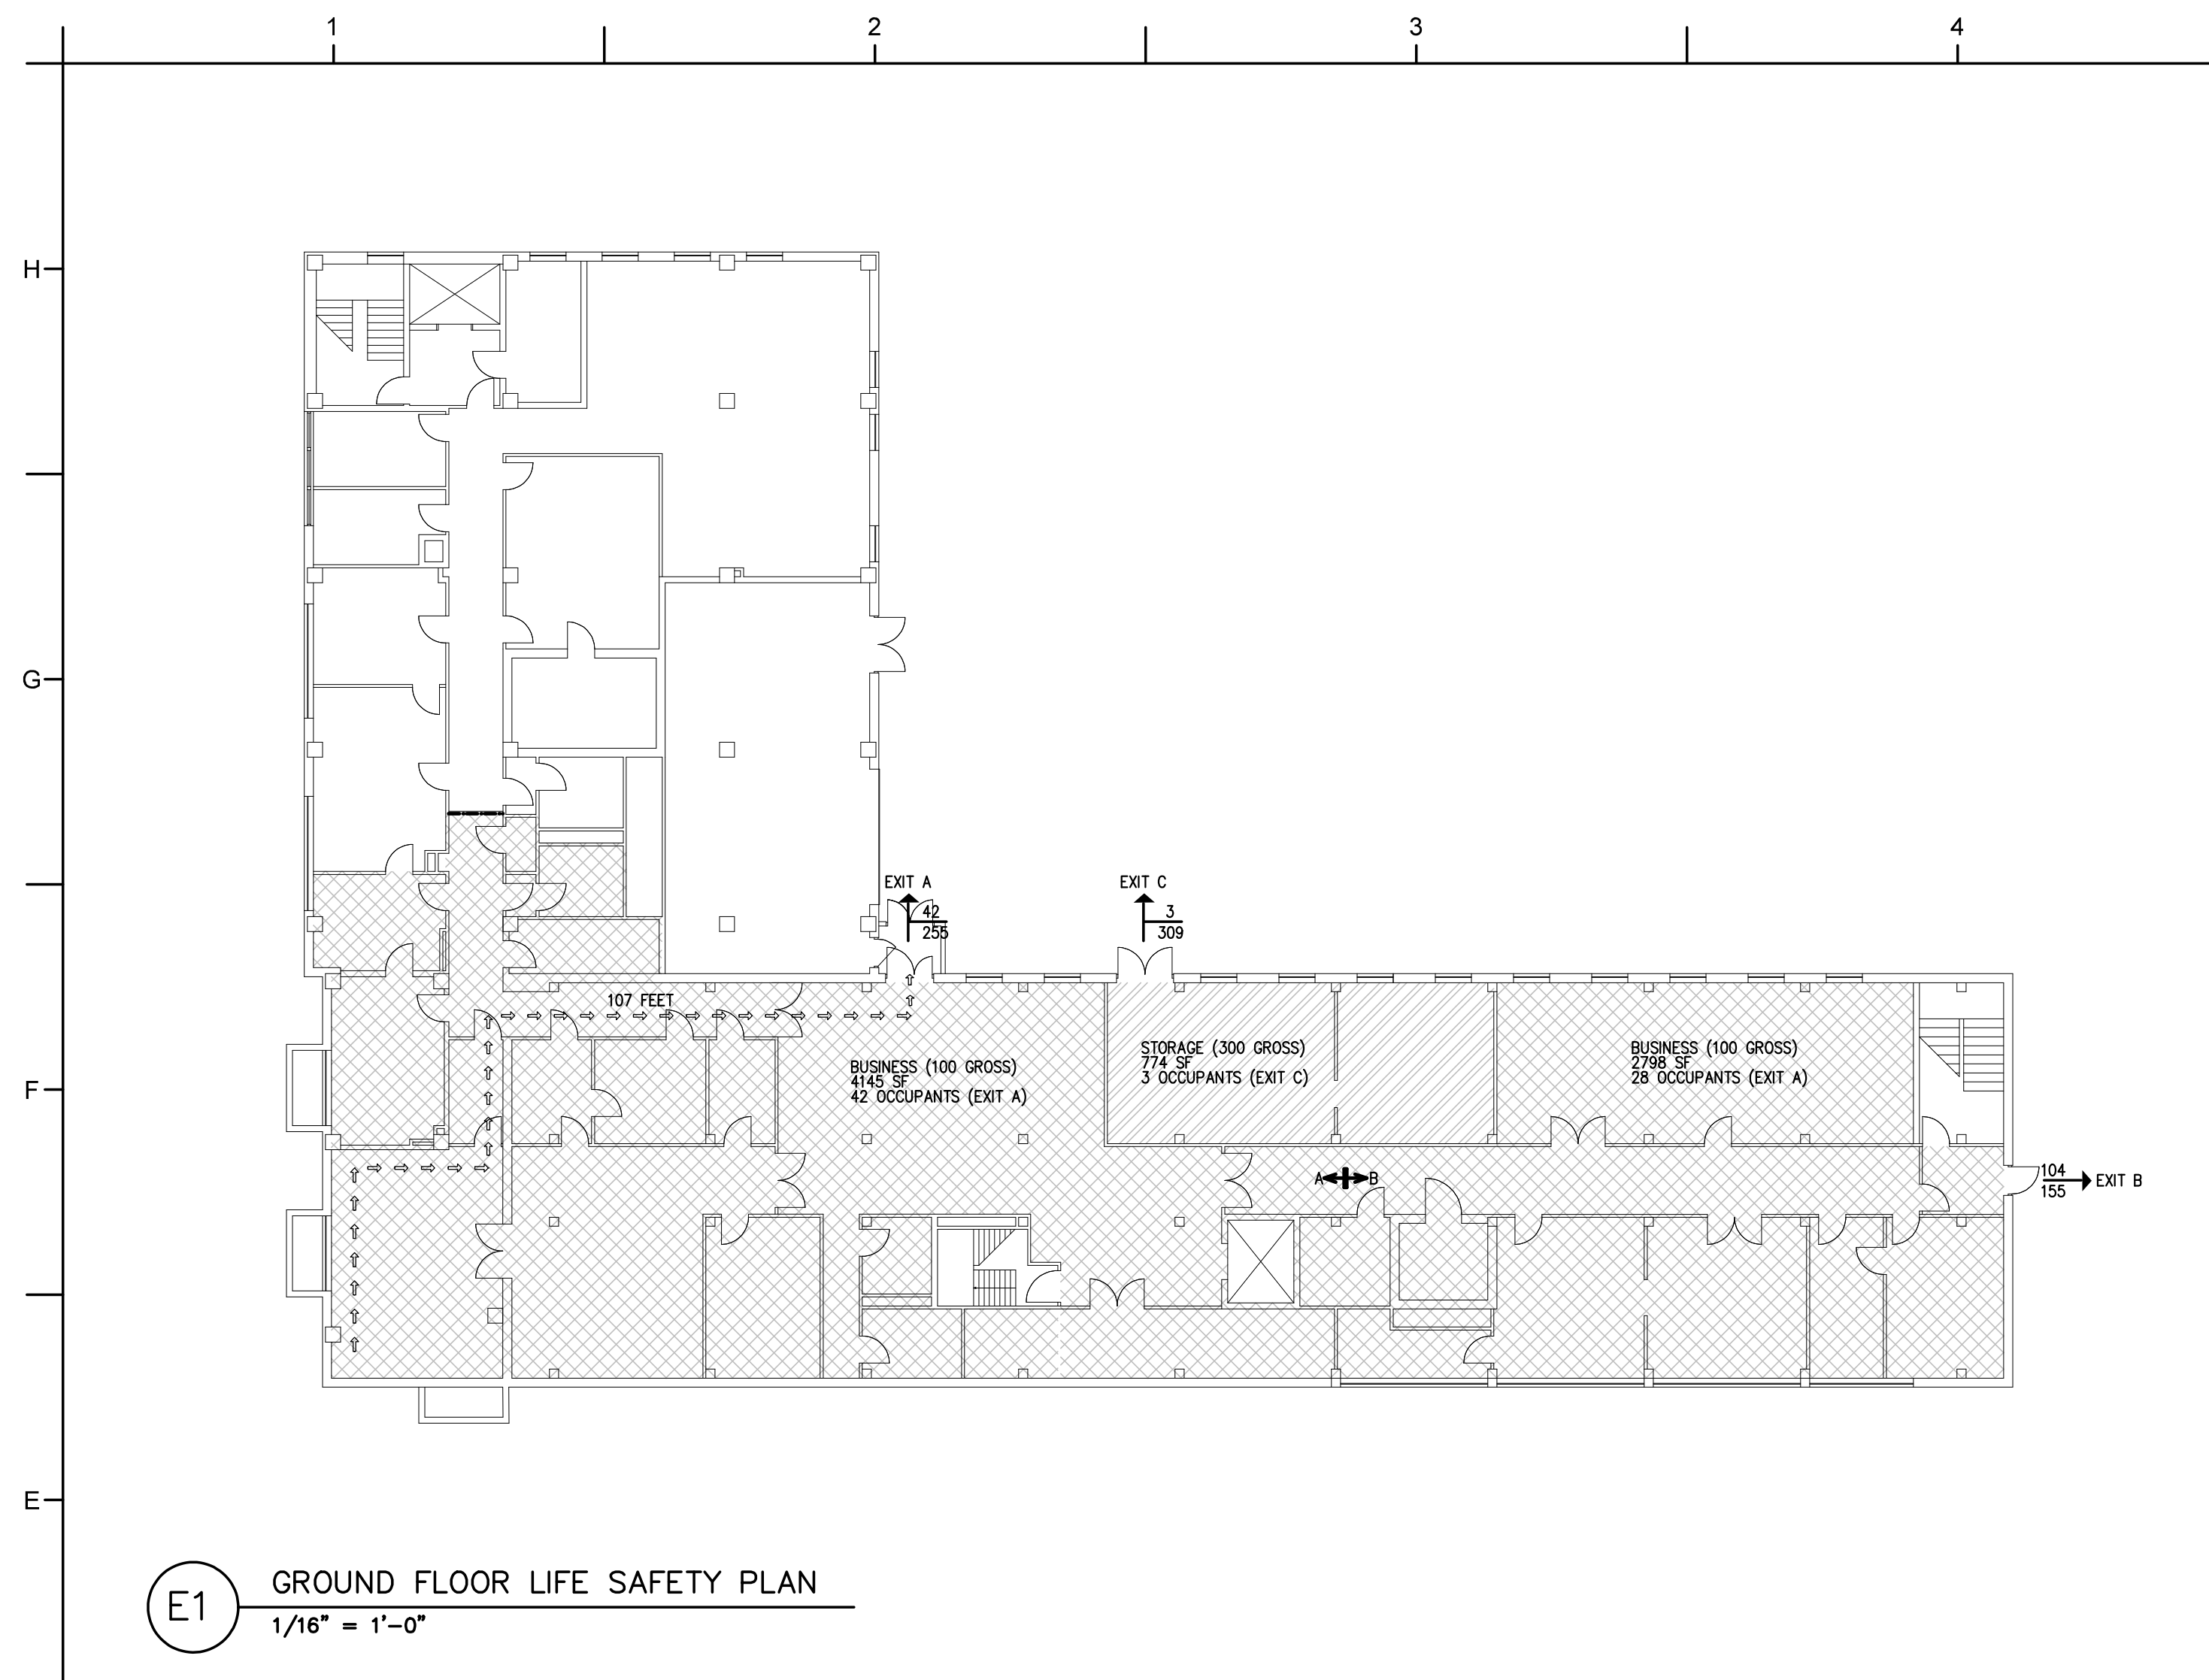 1 2 3 4
H
G
F
E
EXIT A
42
255
EXIT C
3
309
107 FEET
BUSINESS (100 GROSS)
4145 SF
42 OCCUPANTS (EXIT A)
STORAGE (300 GROSS)
774 SF
3 OCCUPANTS (EXIT C)
BUSINESS (100 GROSS)
2798 SF
28 OCCUPANTS (EXIT A)
A B
104
155
EXIT B
E1
GROUND FLOOR LIFE SAFETY PLAN
1/16" = 1'-0"